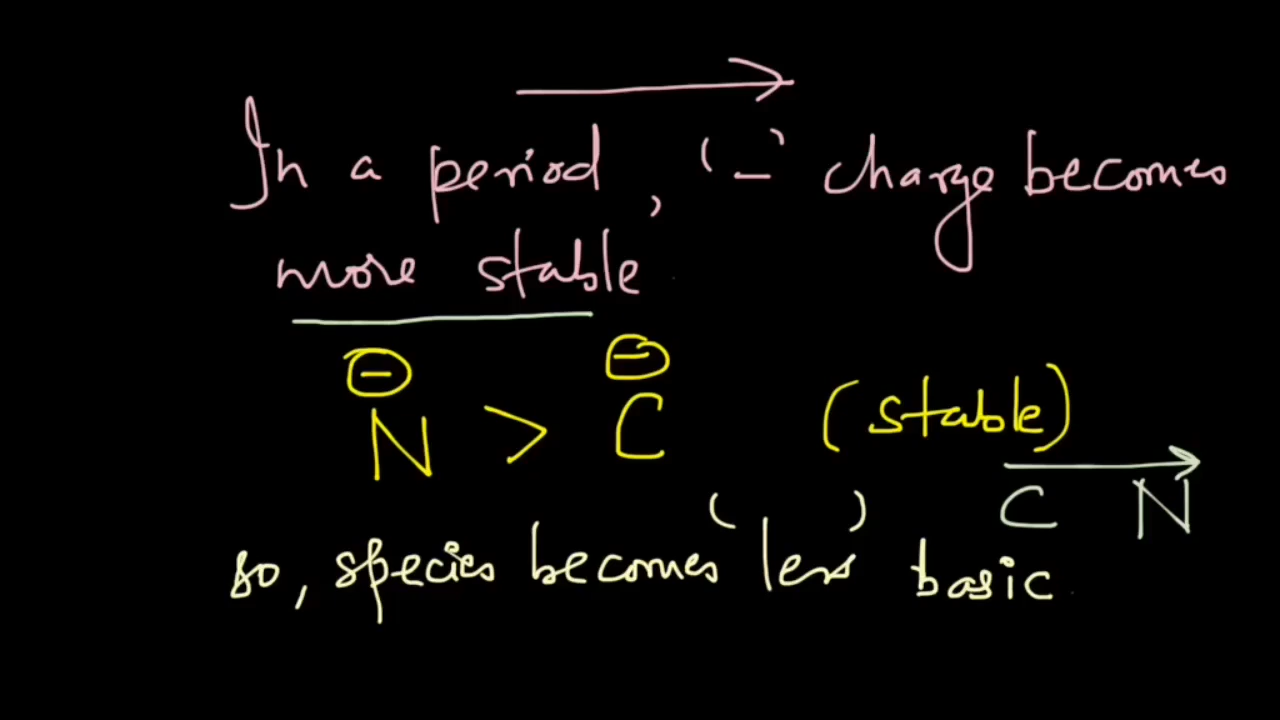 In a period, '-' charge becomes
more stable
⊖ ⊖
N > C (stable)
C N
so, species becomes 'less' basic